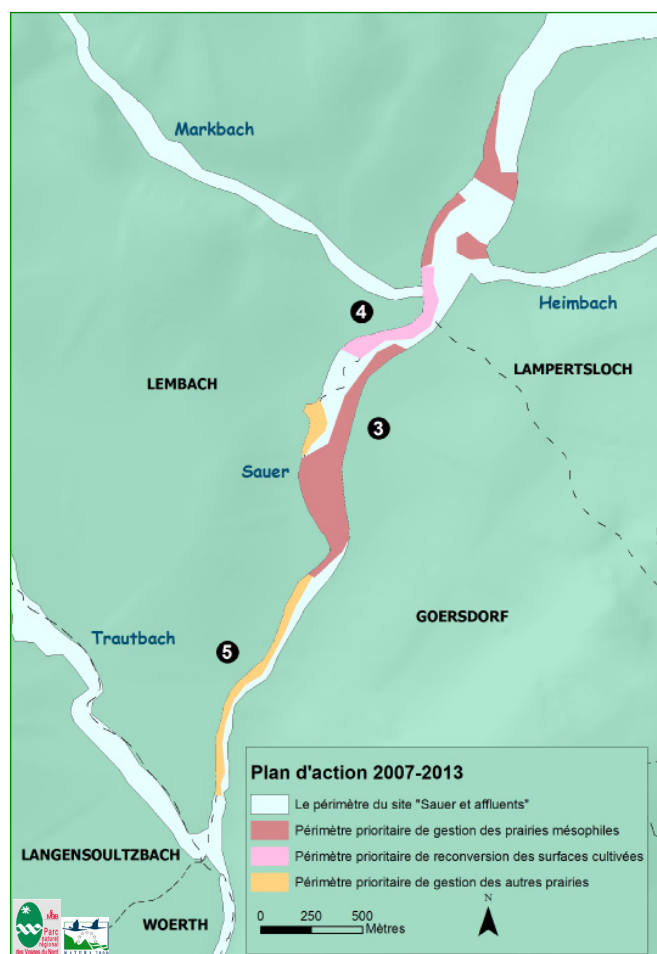 Markbach
Heimbach
4
LAMPERTSLOCH
LEMBACH
3
Sauer
GOERSDORF
Trautbach
5
Plan d'action 2007-2013
Le périmètre du site "Sauer et affluents"
Périmètre prioritaire de gestion des prairies mésophiles
Périmètre prioritaire de reconversion des surfaces cultivées
Périmètre prioritaire de gestion des autres prairies
LANGENSOULTZBACH
WOERTH
N
0 250 500
Mètres
Parc
naturel
régional
des Vosges du Nord
NATURA 2000